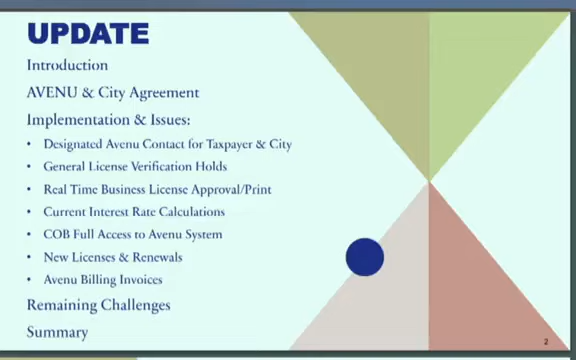 UPDATE
Introduction
AVENU & City Agreement
Implementation & Issues:
• Designated Avenu Contact for Taxpayer & City
• General License Verification Holds
• Real Time Business License Approval/Print
• Current Interest Rate Calculations
• COB Full Access to Avenu System
• New Licenses & Renewals
• Avenu Billing Invoices
Remaining Challenges
Summary
2